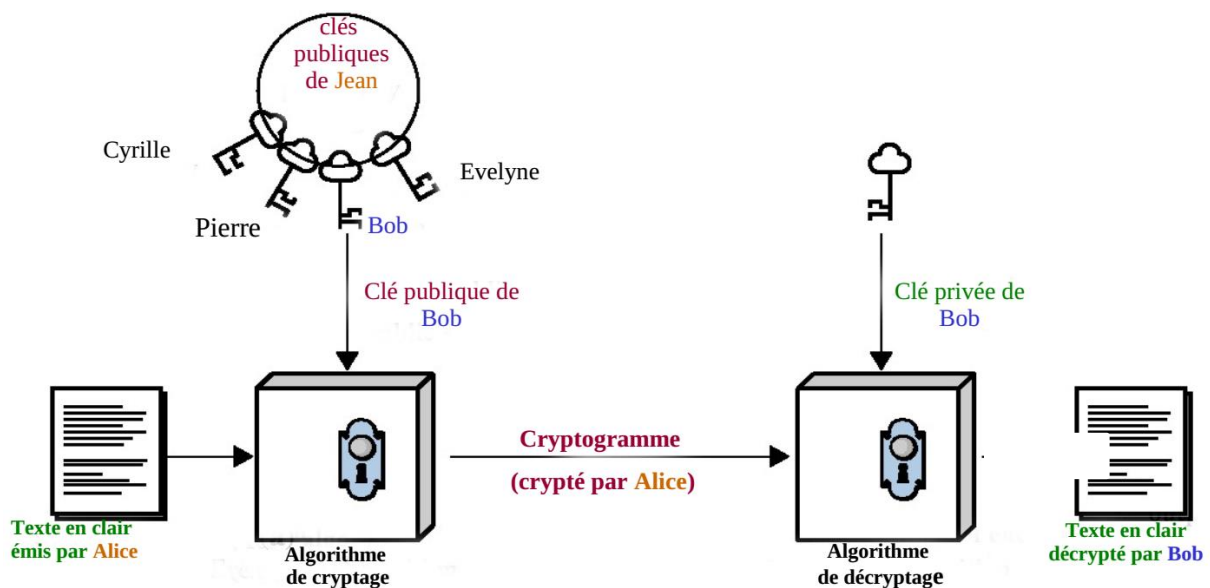 clés
publiques
de Jean
Cyrille
Evelyne
Pierre
Bob
Clé publique de
Bob
Clé privée de
Bob
Cryptogramme
(crypté par Alice)
Texte en clair
émis par Alice
Algorithme
de cryptage
Algorithme
de décryptage
Texte en clair
décrypté par Bob